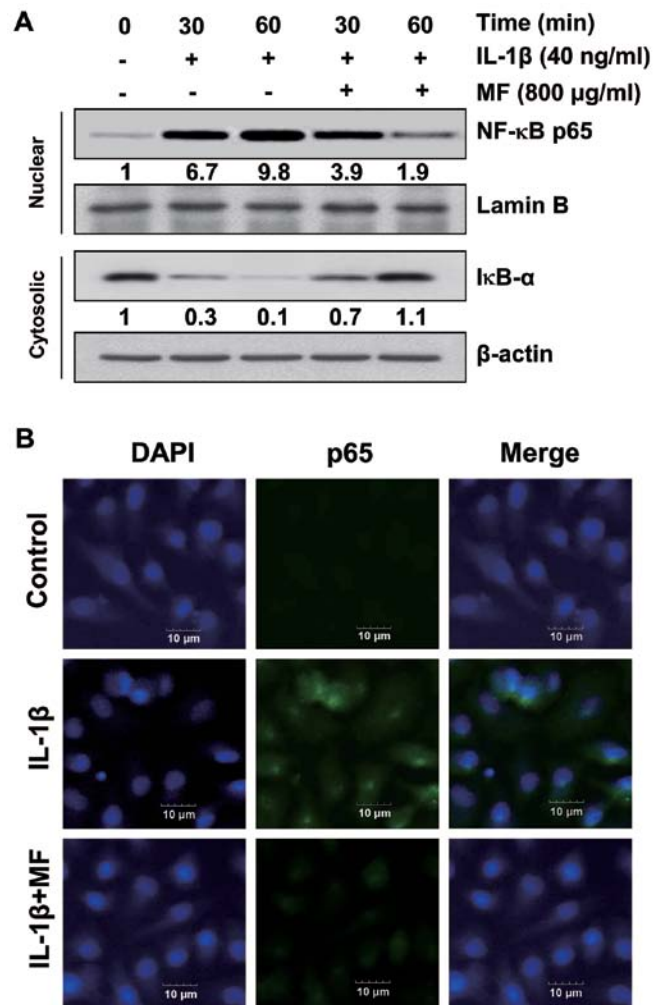 A
0 30 60 30 60 Time (min)
- + + + + IL-1β (40 ng/ml)
- - - + + MF (800 µg/ml)
Nuclear
NF-κB p65
1 6.7 9.8 3.9 1.9
Lamin B
Cytosolic
IκB-α
1 0.3 0.1 0.7 1.1
β-actin
B
DAPI p65 Merge
Control
10 µm 10 µm 10 µm
IL-1β
10 µm 10 µm 10 µm
IL-1β+MF
10 µm 10 µm 10 µm